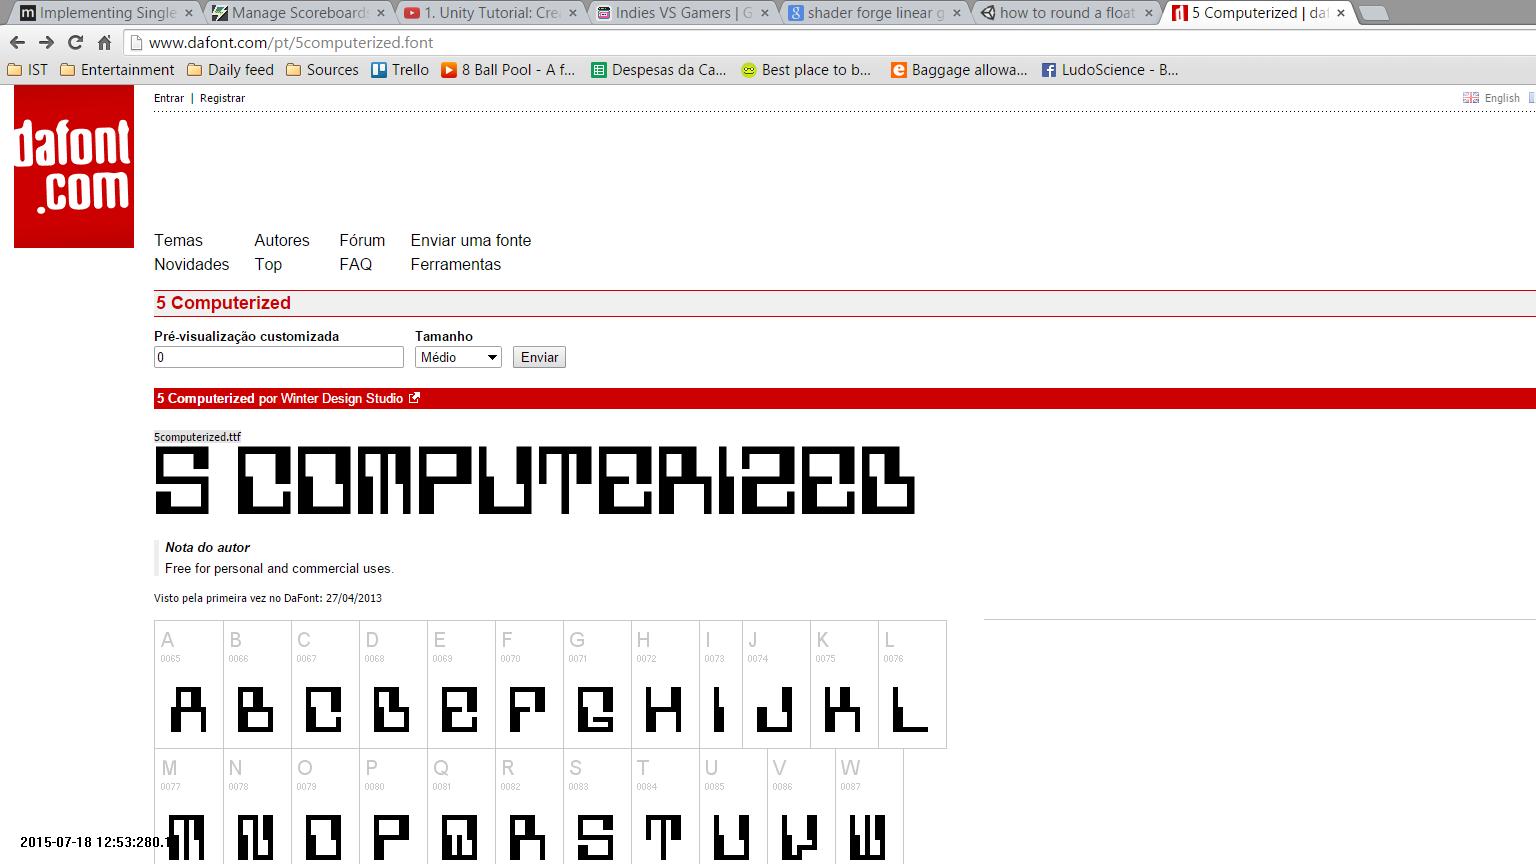 Implementing Single
Manage Scoreboards
1. Unity Tutorial: Crea
Indies VS Gamers | G
shader forge linear g
how to round a float
5 Computerized | daf
www.dafont.com/pt/5computerized.font
IST
Entertainment
Daily feed
Sources
Trello
8 Ball Pool - A f...
Despesas da Ca...
Best place to b...
Baggage allowa...
LudoScience - B...
dafont
.com
Entrar | Registrar
English
Temas Autores Fórum Enviar uma fonte
Novidades Top FAQ Ferramentas
5 Computerized
Pré-visualização customizada Tamanho
0 Médio Enviar
5 Computerized por Winter Design Studio
5computerized.ttf
5 COMPUTERIZED
Nota do autor
Free for personal and commercial uses.
Visto pela primeira vez no DaFont: 27/04/2013
A B C D E F G H I J K L
0065 0066 0067 0068 0069 0070 0071 0072 0073 0074 0075 0076
A B C D E F G H I J K L
M N O P Q R S T U V W
0077 0078 0079 0080 0081 0082 0083 0084 0085 0086 0087
M N O P Q R S T U V W
2015-07-18 12:53:280.1